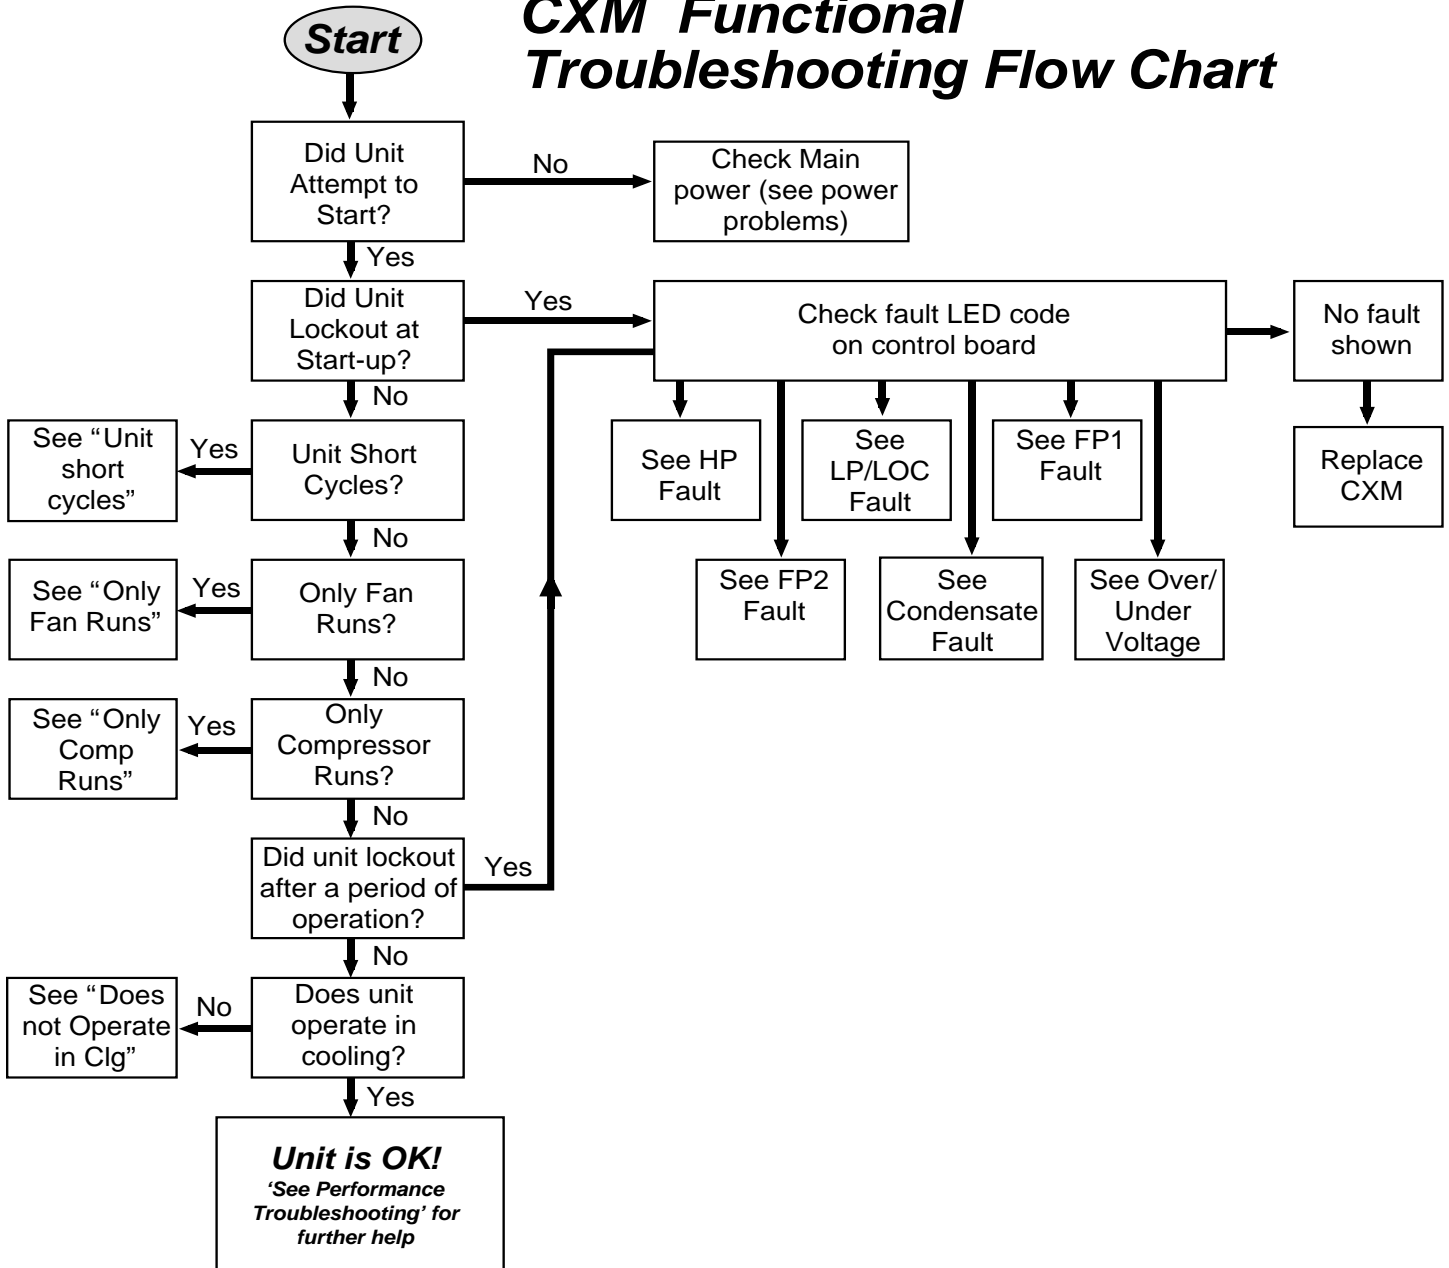 CXM Functional
Troubleshooting Flow Chart
Start
Did Unit
Attempt to
Start?
No
Check Main
power (see power
problems)
Yes
Did Unit
Lockout at
Start-up?
Yes
Check fault LED code
on control board
No fault
shown
No
See “Unit
short
cycles”
Yes
Unit Short
Cycles?
See HP
Fault
See
LP/LOC
Fault
See FP1
Fault
Replace
CXM
No
See “Only
Fan Runs”
Yes
Only Fan
Runs?
See FP2
Fault
See
Condensate
Fault
See Over/
Under
Voltage
No
See “Only
Comp
Runs”
Yes
Only
Compressor
Runs?
No
Did unit lockout
after a period of
operation?
Yes
No
See “Does
not Operate
in Clg”
No
Does unit
operate in
cooling?
Yes
Unit is OK!
‘See Performance
Troubleshooting’ for
further help